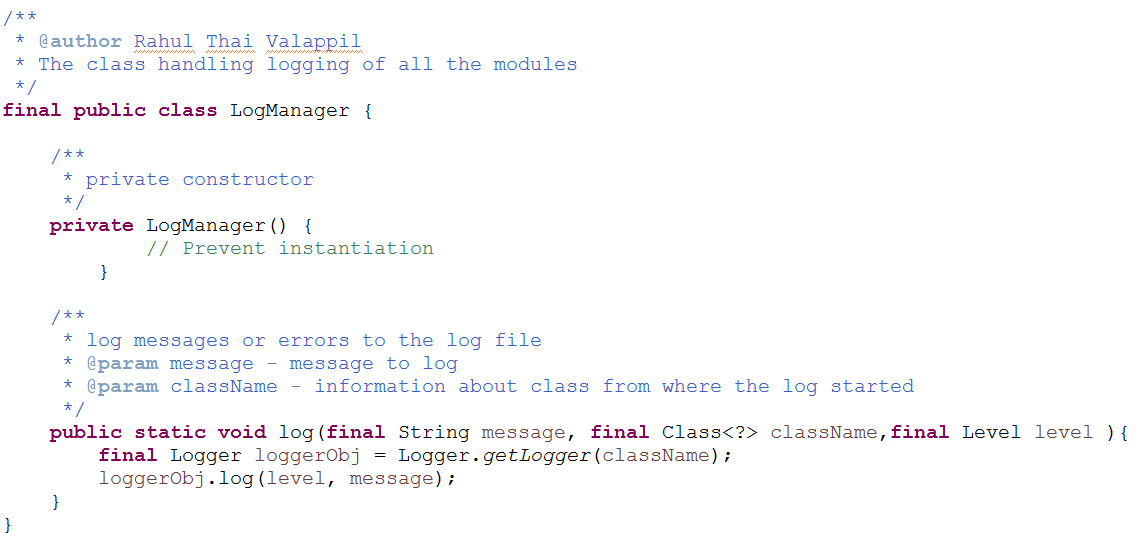 /**
 * @author Rahul Thai Valappil
 * The class handling logging of all the modules
 */
final public class LogManager {

    /**
     * private constructor
     */
    private LogManager() {
            // Prevent instantiation
        }

    /**
     * log messages or errors to the log file
     * @param message – message to log
     * @param className – information about class from where the log started
     */
    public static void log(final String message, final Class<?> className,final Level level ){
        final Logger loggerObj = Logger.getLogger(className);
        loggerObj.log(level, message);
    }
}